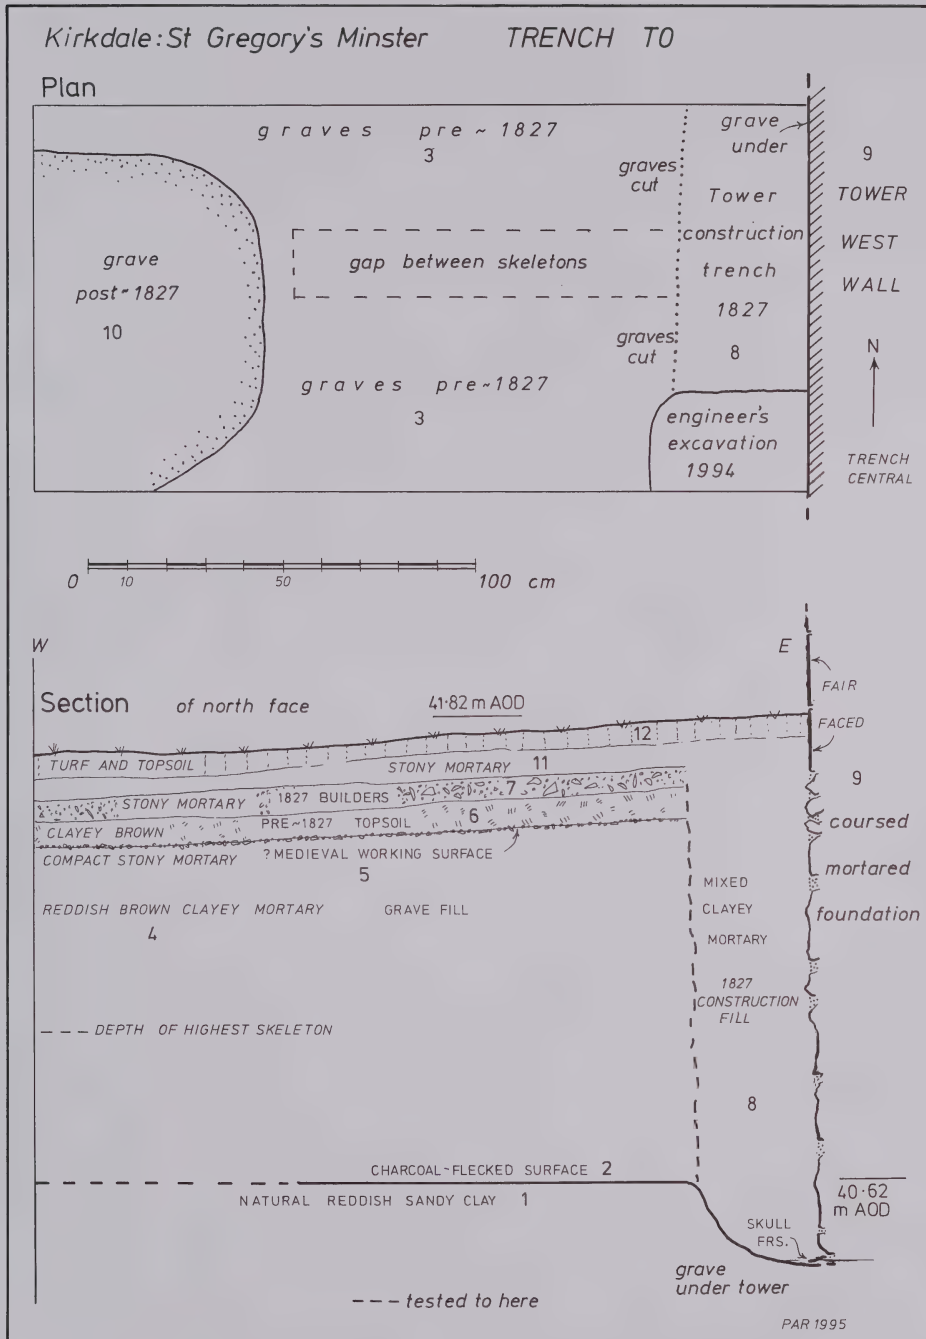 Kirkdale: St Gregory's Minster TRENCH TO
Plan
graves pre~1827
3
grave
under
graves
cut
9
TOWER
WEST
WALL
Tower
construction
trench
1827
8
gap between skeletons
grave
post~1827
10
graves
cut
graves pre~1827
3
N
engineer's
excavation
1994
TRENCH
CENTRAL
0 10 50 100 cm
W
E
Section of north face
41·82 m AOD
FAIR
FACED
12
TURF AND TOPSOIL
STONY MORTARY 11
STONY MORTARY 1827 BUILDERS 7
CLAYEY BROWN PRE~1827 TOPSOIL 6
COMPACT STONY MORTARY ? MEDIEVAL WORKING SURFACE
5
9
coursed
mortared
foundation
REDDISH BROWN CLAYEY MORTARY GRAVE FILL
4
MIXED
CLAYEY
MORTARY
1827
CONSTRUCTION
FILL
8
--- DEPTH OF HIGHEST SKELETON
CHARCOAL-FLECKED SURFACE 2
NATURAL REDDISH SANDY CLAY 1
40·62
m AOD
SKULL
FRS.
grave
under tower
--- tested to here
PAR 1995